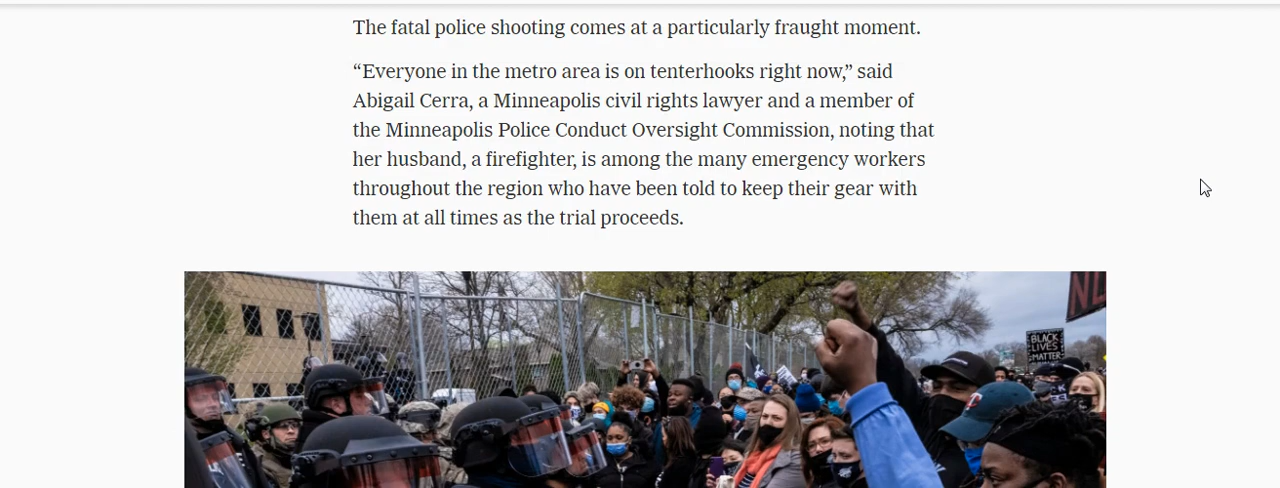 The fatal police shooting comes at a particularly fraught moment.
“Everyone in the metro area is on tenterhooks right now,” said
Abigail Cerra, a Minneapolis civil rights lawyer and a member of
the Minneapolis Police Conduct Oversight Commission, noting that
her husband, a firefighter, is among the many emergency workers
throughout the region who have been told to keep their gear with
them at all times as the trial proceeds.
BLACK
LIVES
MATTER